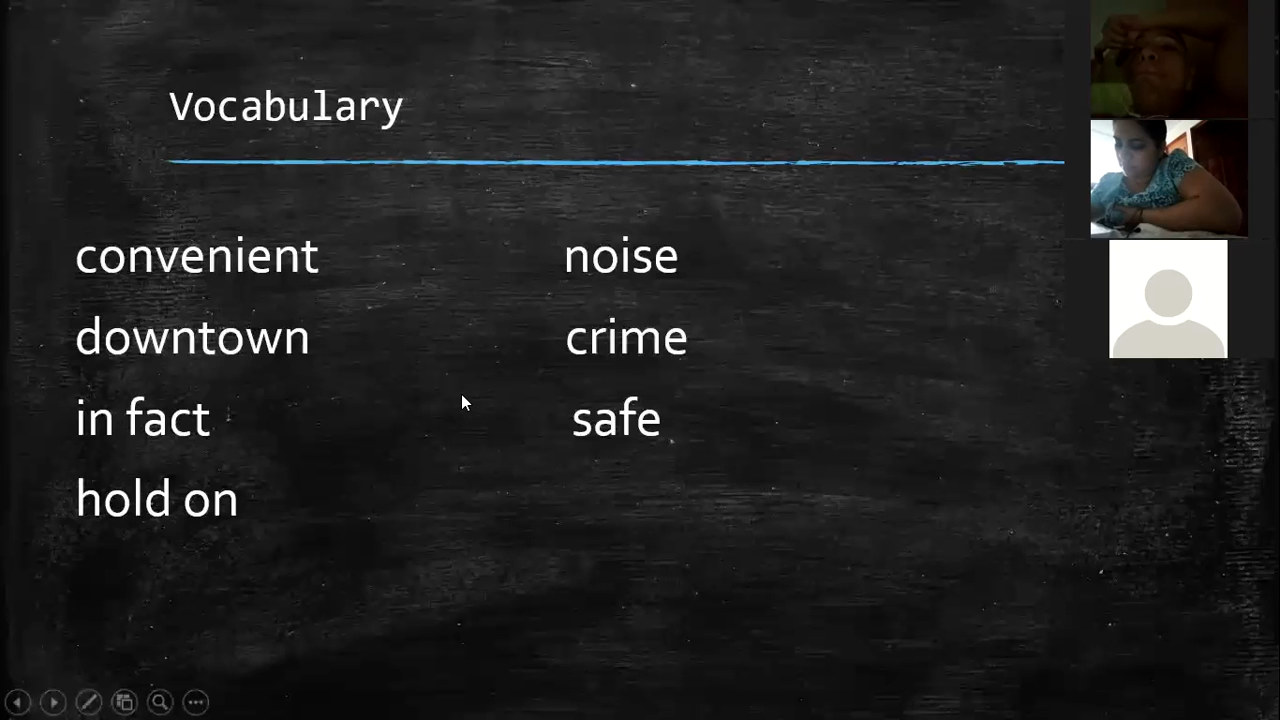 Vocabulary
convenient
downtown
in fact
hold on
noise
crime
safe